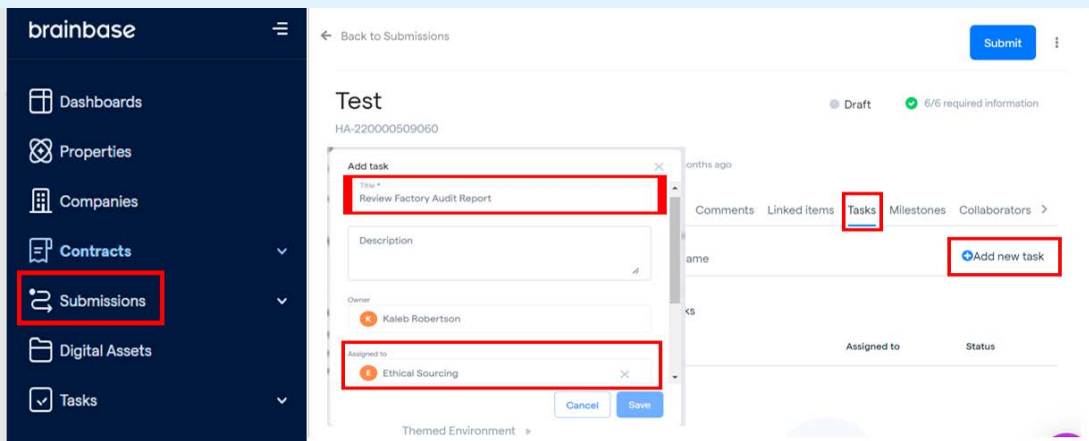 brainbase
Dashboards
Properties
Companies
Contracts
Submissions
Digital Assets
Tasks
Back to Submissions
Submit
Test
Draft
6/6 required information
HA-220000509060
onths ago
Add task
Title *
Review Factory Audit Report
Description
Owner
K Kaleb Robertson
Assigned to
E Ethical Sourcing
Cancel Save
Comments Linked items Tasks Milestones Collaborators
ame
Add new task
ks
Assigned to Status
Themed Environment